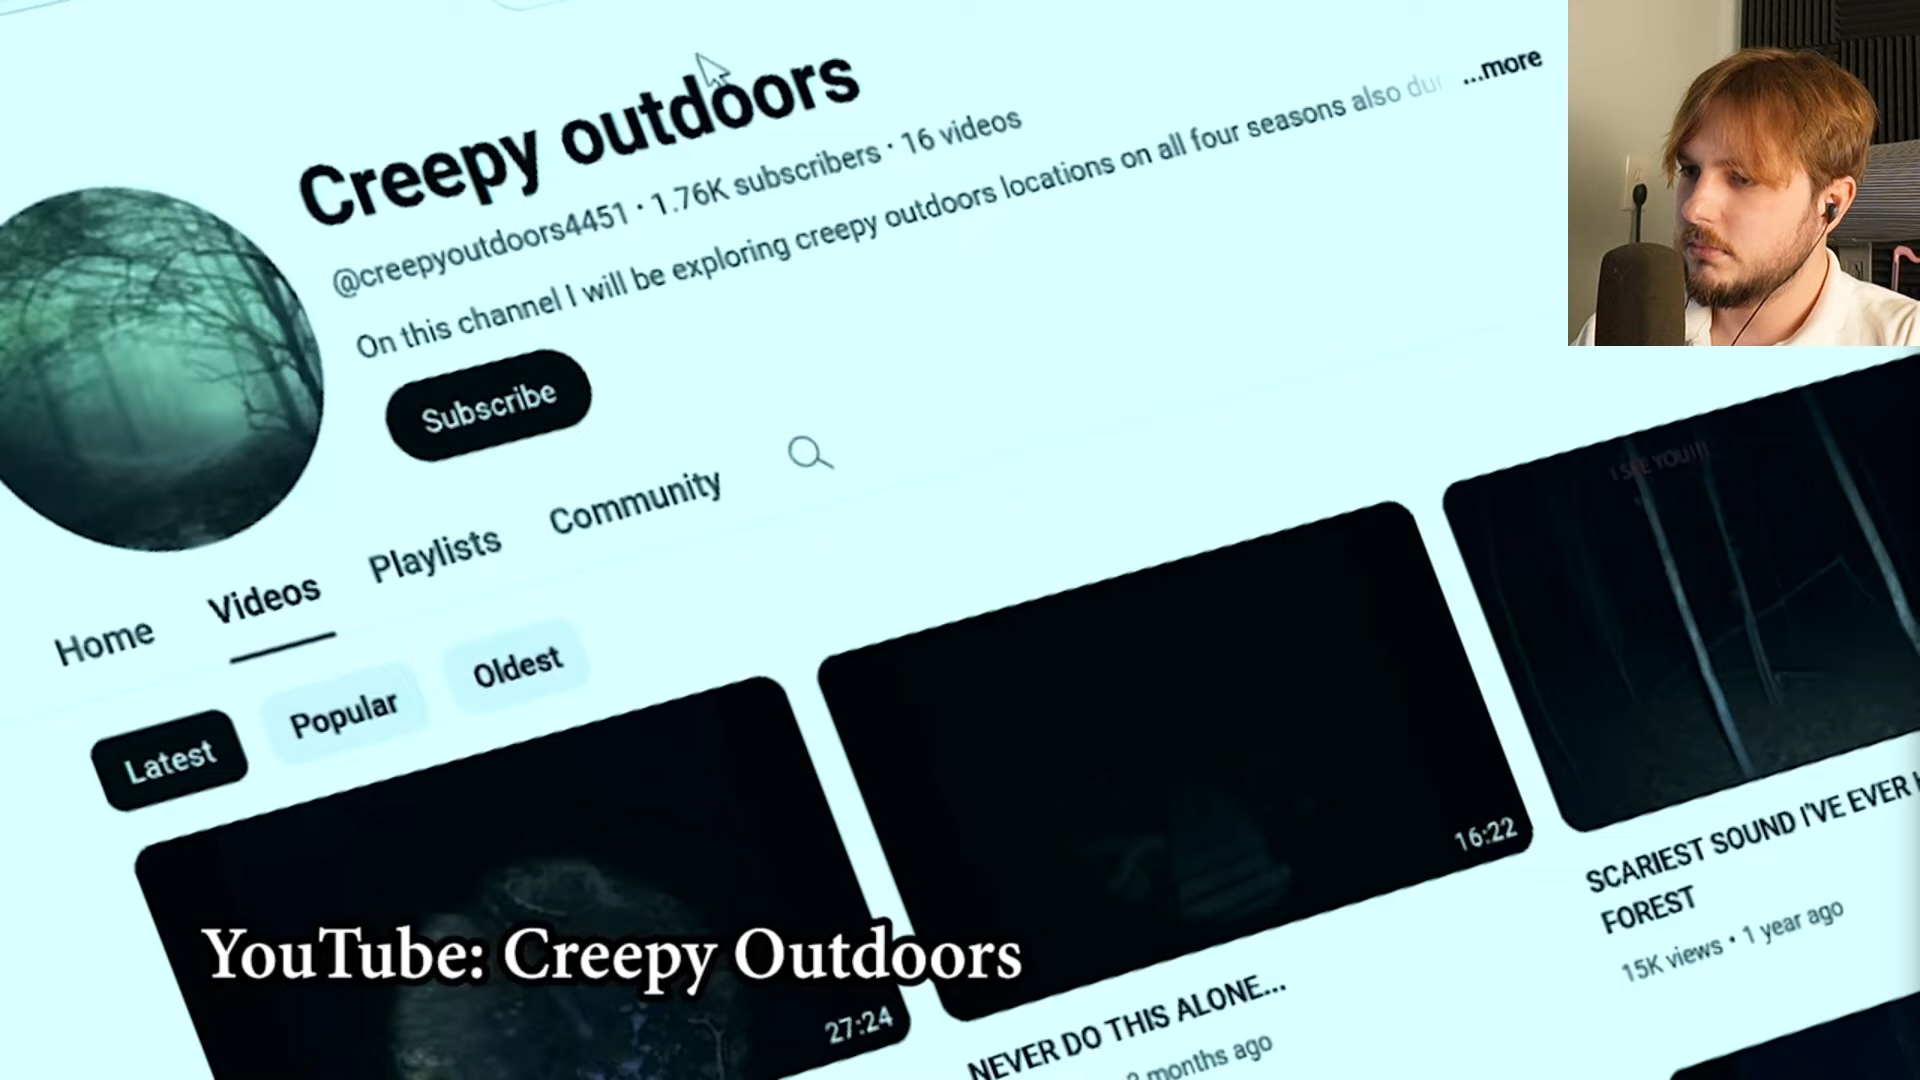 Creepy outdoors
@creepyoutdoors4451 · 1.76K subscribers · 16 videos
On this channel I will be exploring creepy outdoors locations on all four seasons also ...more
Subscribe
Home Videos Playlists Community
Latest Popular Oldest
I SEE YOU!!!
27:24
16:22
NEVER DO THIS ALONE...
months ago
SCARIEST SOUND I'VE EVER
FOREST
15K views • 1 year ago
YouTube: Creepy Outdoors